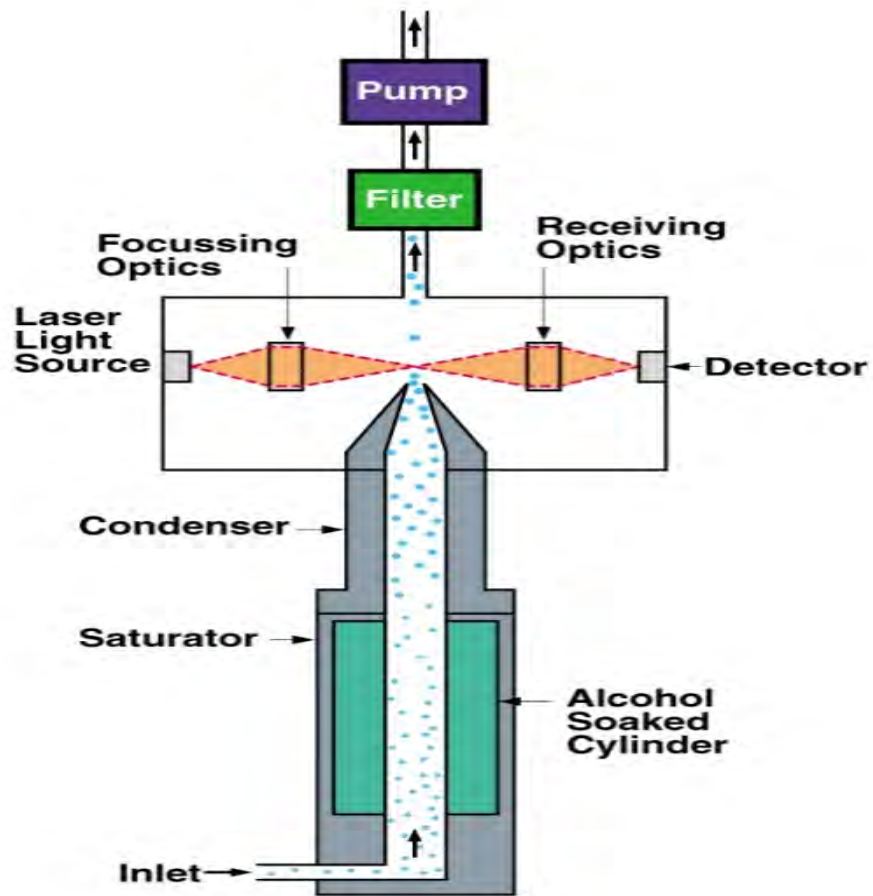 Pump
Filter
Focussing
Optics
Receiving
Optics
Laser
Light
Source
Detector
Condenser
Saturator
Alcohol
Soaked
Cylinder
Inlet